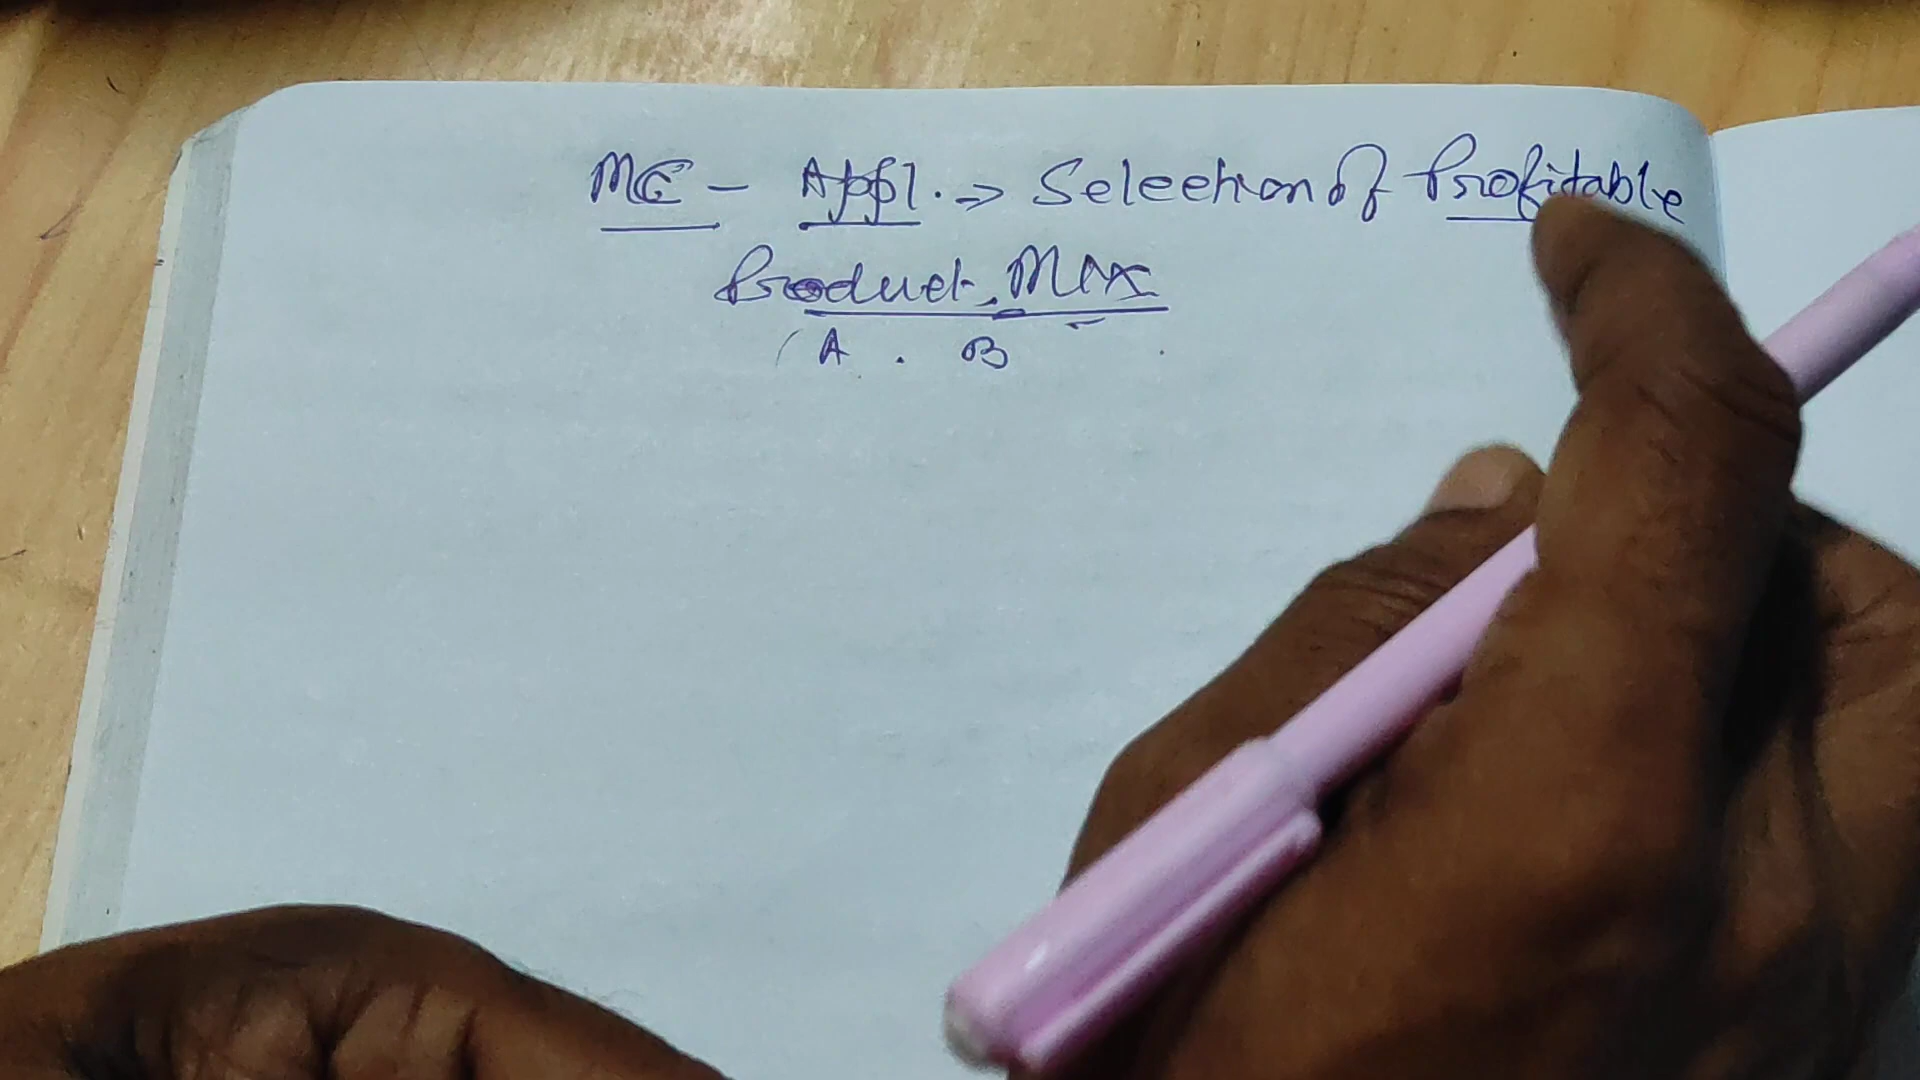 MC - Appl. => Selection of Profitable
Product Mix
A . B